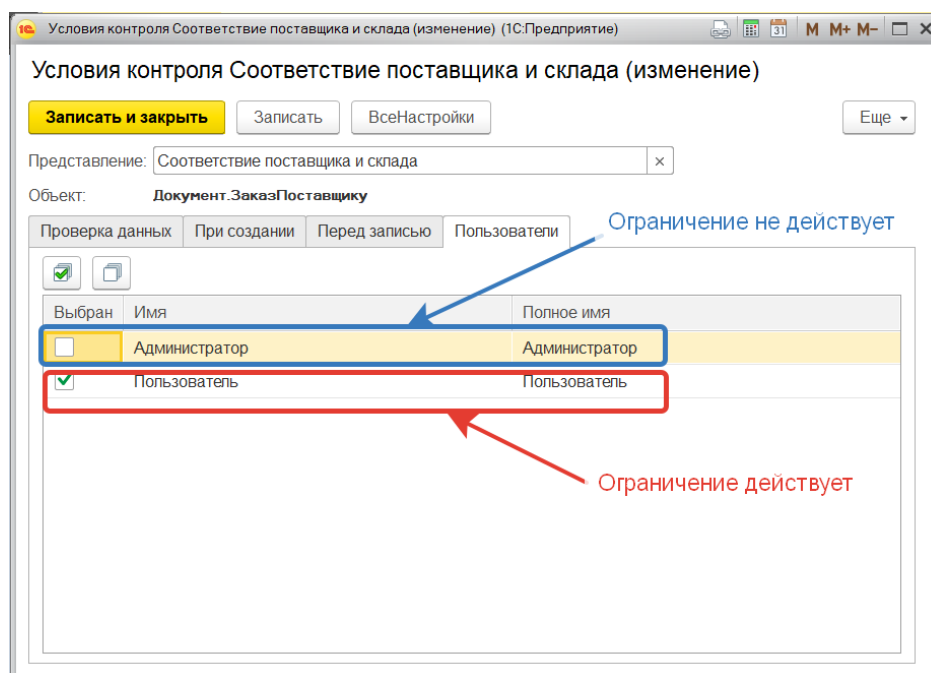 1С Условия контроля Соответствие поставщика и склада (изменение) (1С:Предприятие) 31 M M+ M-
Условия контроля Соответствие поставщика и склада (изменение)
Записать и закрыть Записать ВсеНастройки Еще
Представление: Соответствие поставщика и склада
Объект: Документ.ЗаказПоставщику
Ограничение не действует
Проверка данных При создании Перед записью Пользователи
Выбран Имя Полное имя
Администратор Администратор
Пользователь Пользователь
Ограничение действует